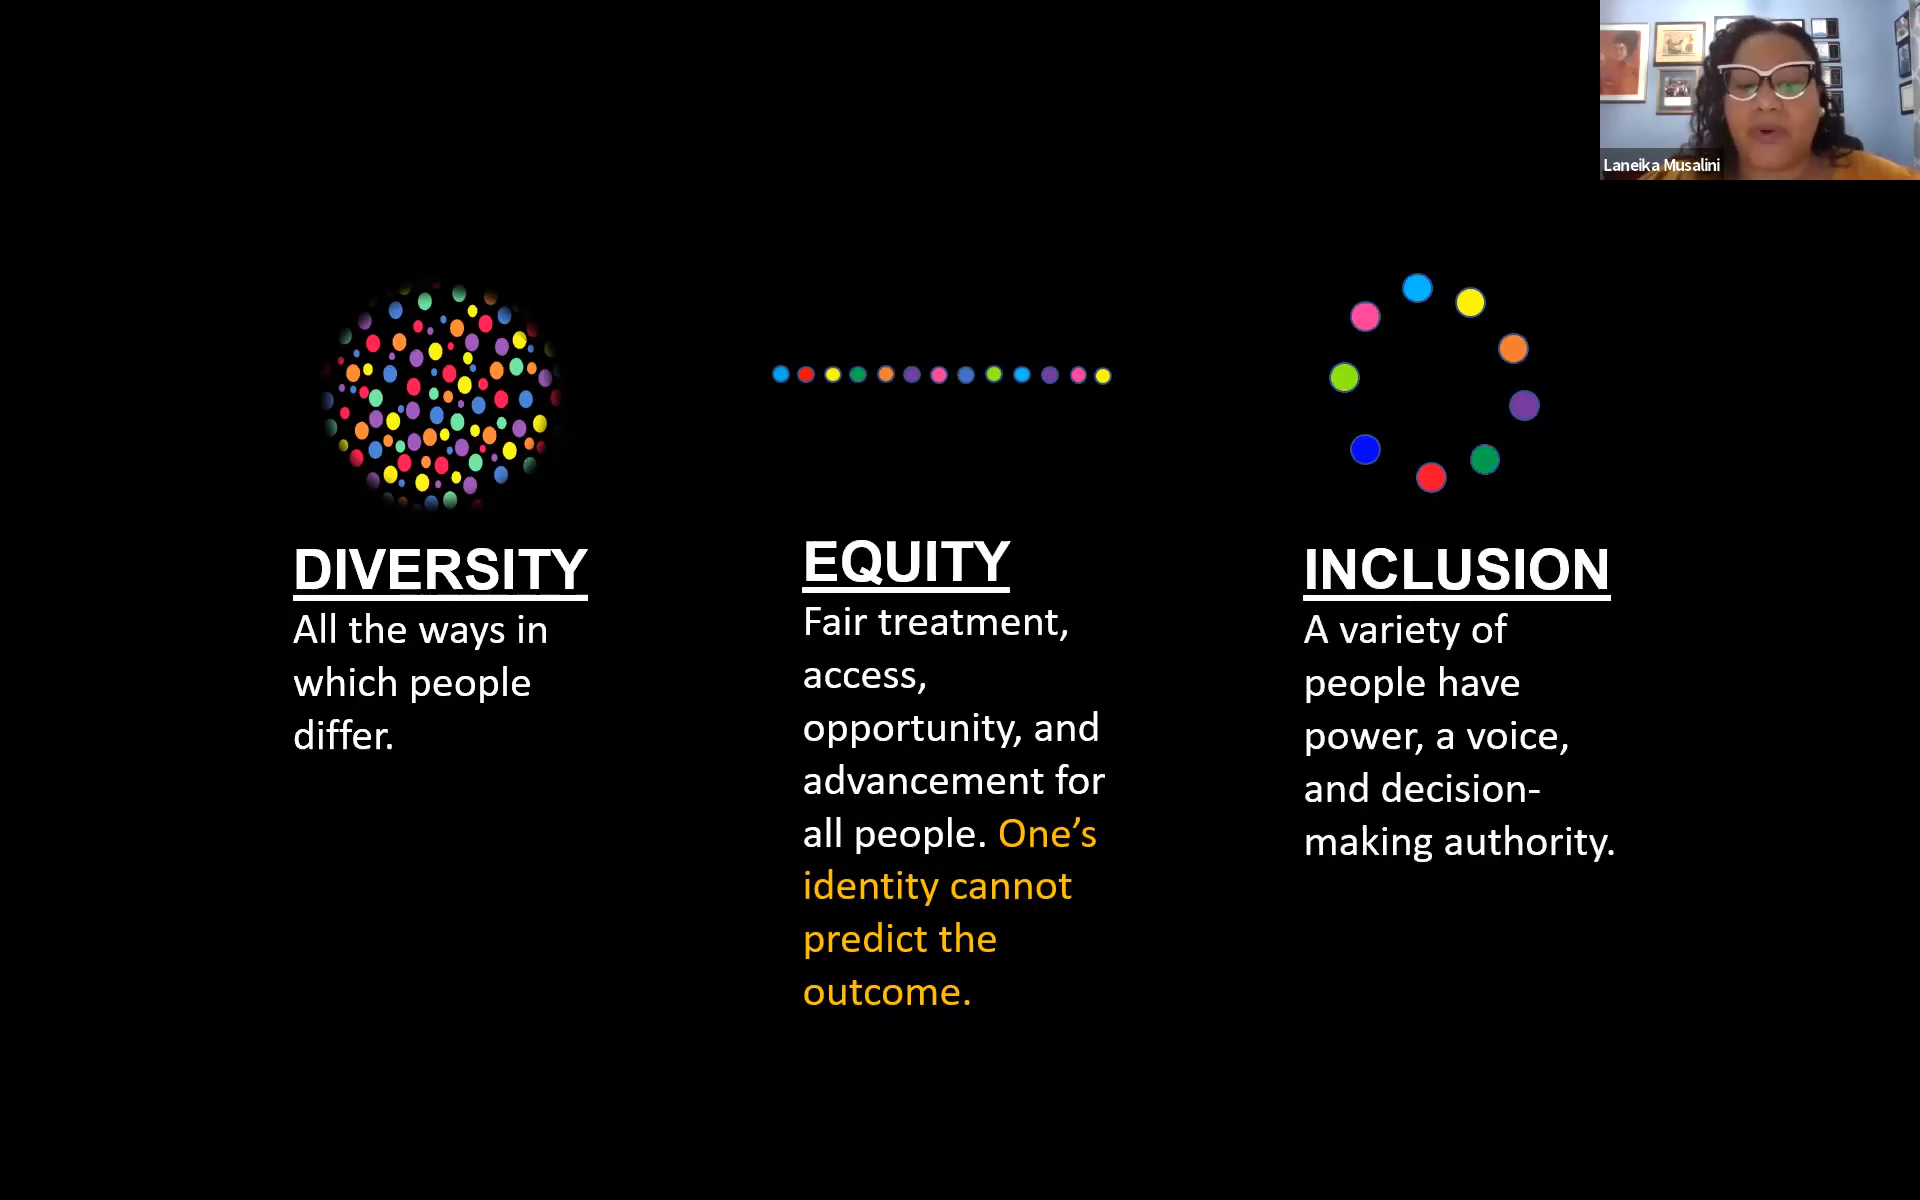 Laneika Musalini
DIVERSITY
All the ways in
which people
differ.
EQUITY
Fair treatment,
access,
opportunity, and
advancement for
all people. One’s
identity cannot
predict the
outcome.
INCLUSION
A variety of
people have
power, a voice,
and decision-
making authority.